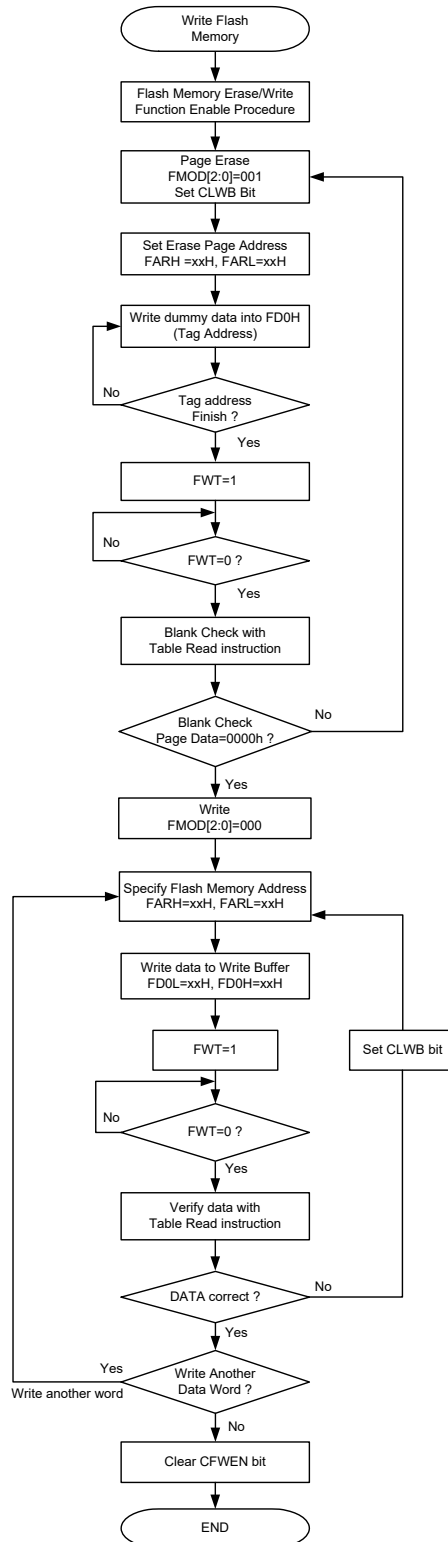 Write Flash
Memory
Flash Memory Erase/Write
Function Enable Procedure
Page Erase
FMOD[2:0]=001
Set CLWB Bit
Set Erase Page Address
FARH =xxH, FARL=xxH
Write dummy data into FD0H
(Tag Address)
No
Tag address
Finish ?
Yes
FWT=1
No
FWT=0 ?
Yes
Blank Check with
Table Read instruction
No
Blank Check
Page Data=0000h ?
Yes
Write
FMOD[2:0]=000
Specify Flash Memory Address
FARH=xxH, FARL=xxH
Write data to Write Buffer
FD0L=xxH, FD0H=xxH
FWT=1
Set CLWB bit
No
FWT=0 ?
Yes
Verify data with
Table Read instruction
No
DATA correct ?
Yes
Yes
Write Another
Data Word ?
Write another word
No
Clear CFWEN bit
END